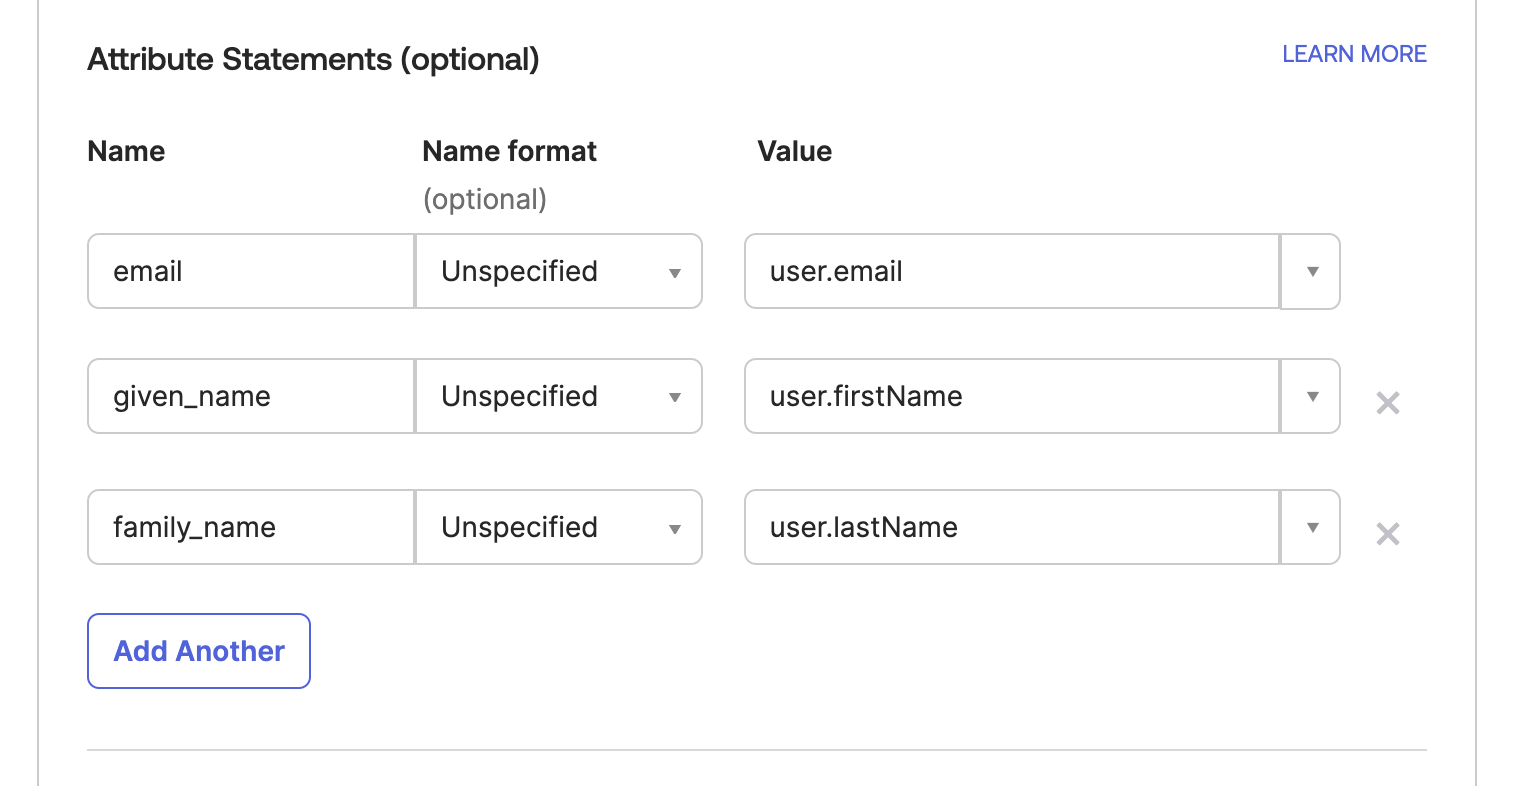 Attribute Statements (optional)
LEARN MORE
Name
Name format
(optional)
Value
email
Unspecified
user.email
given_name
Unspecified
user.firstName
family_name
Unspecified
user.lastName
Add Another